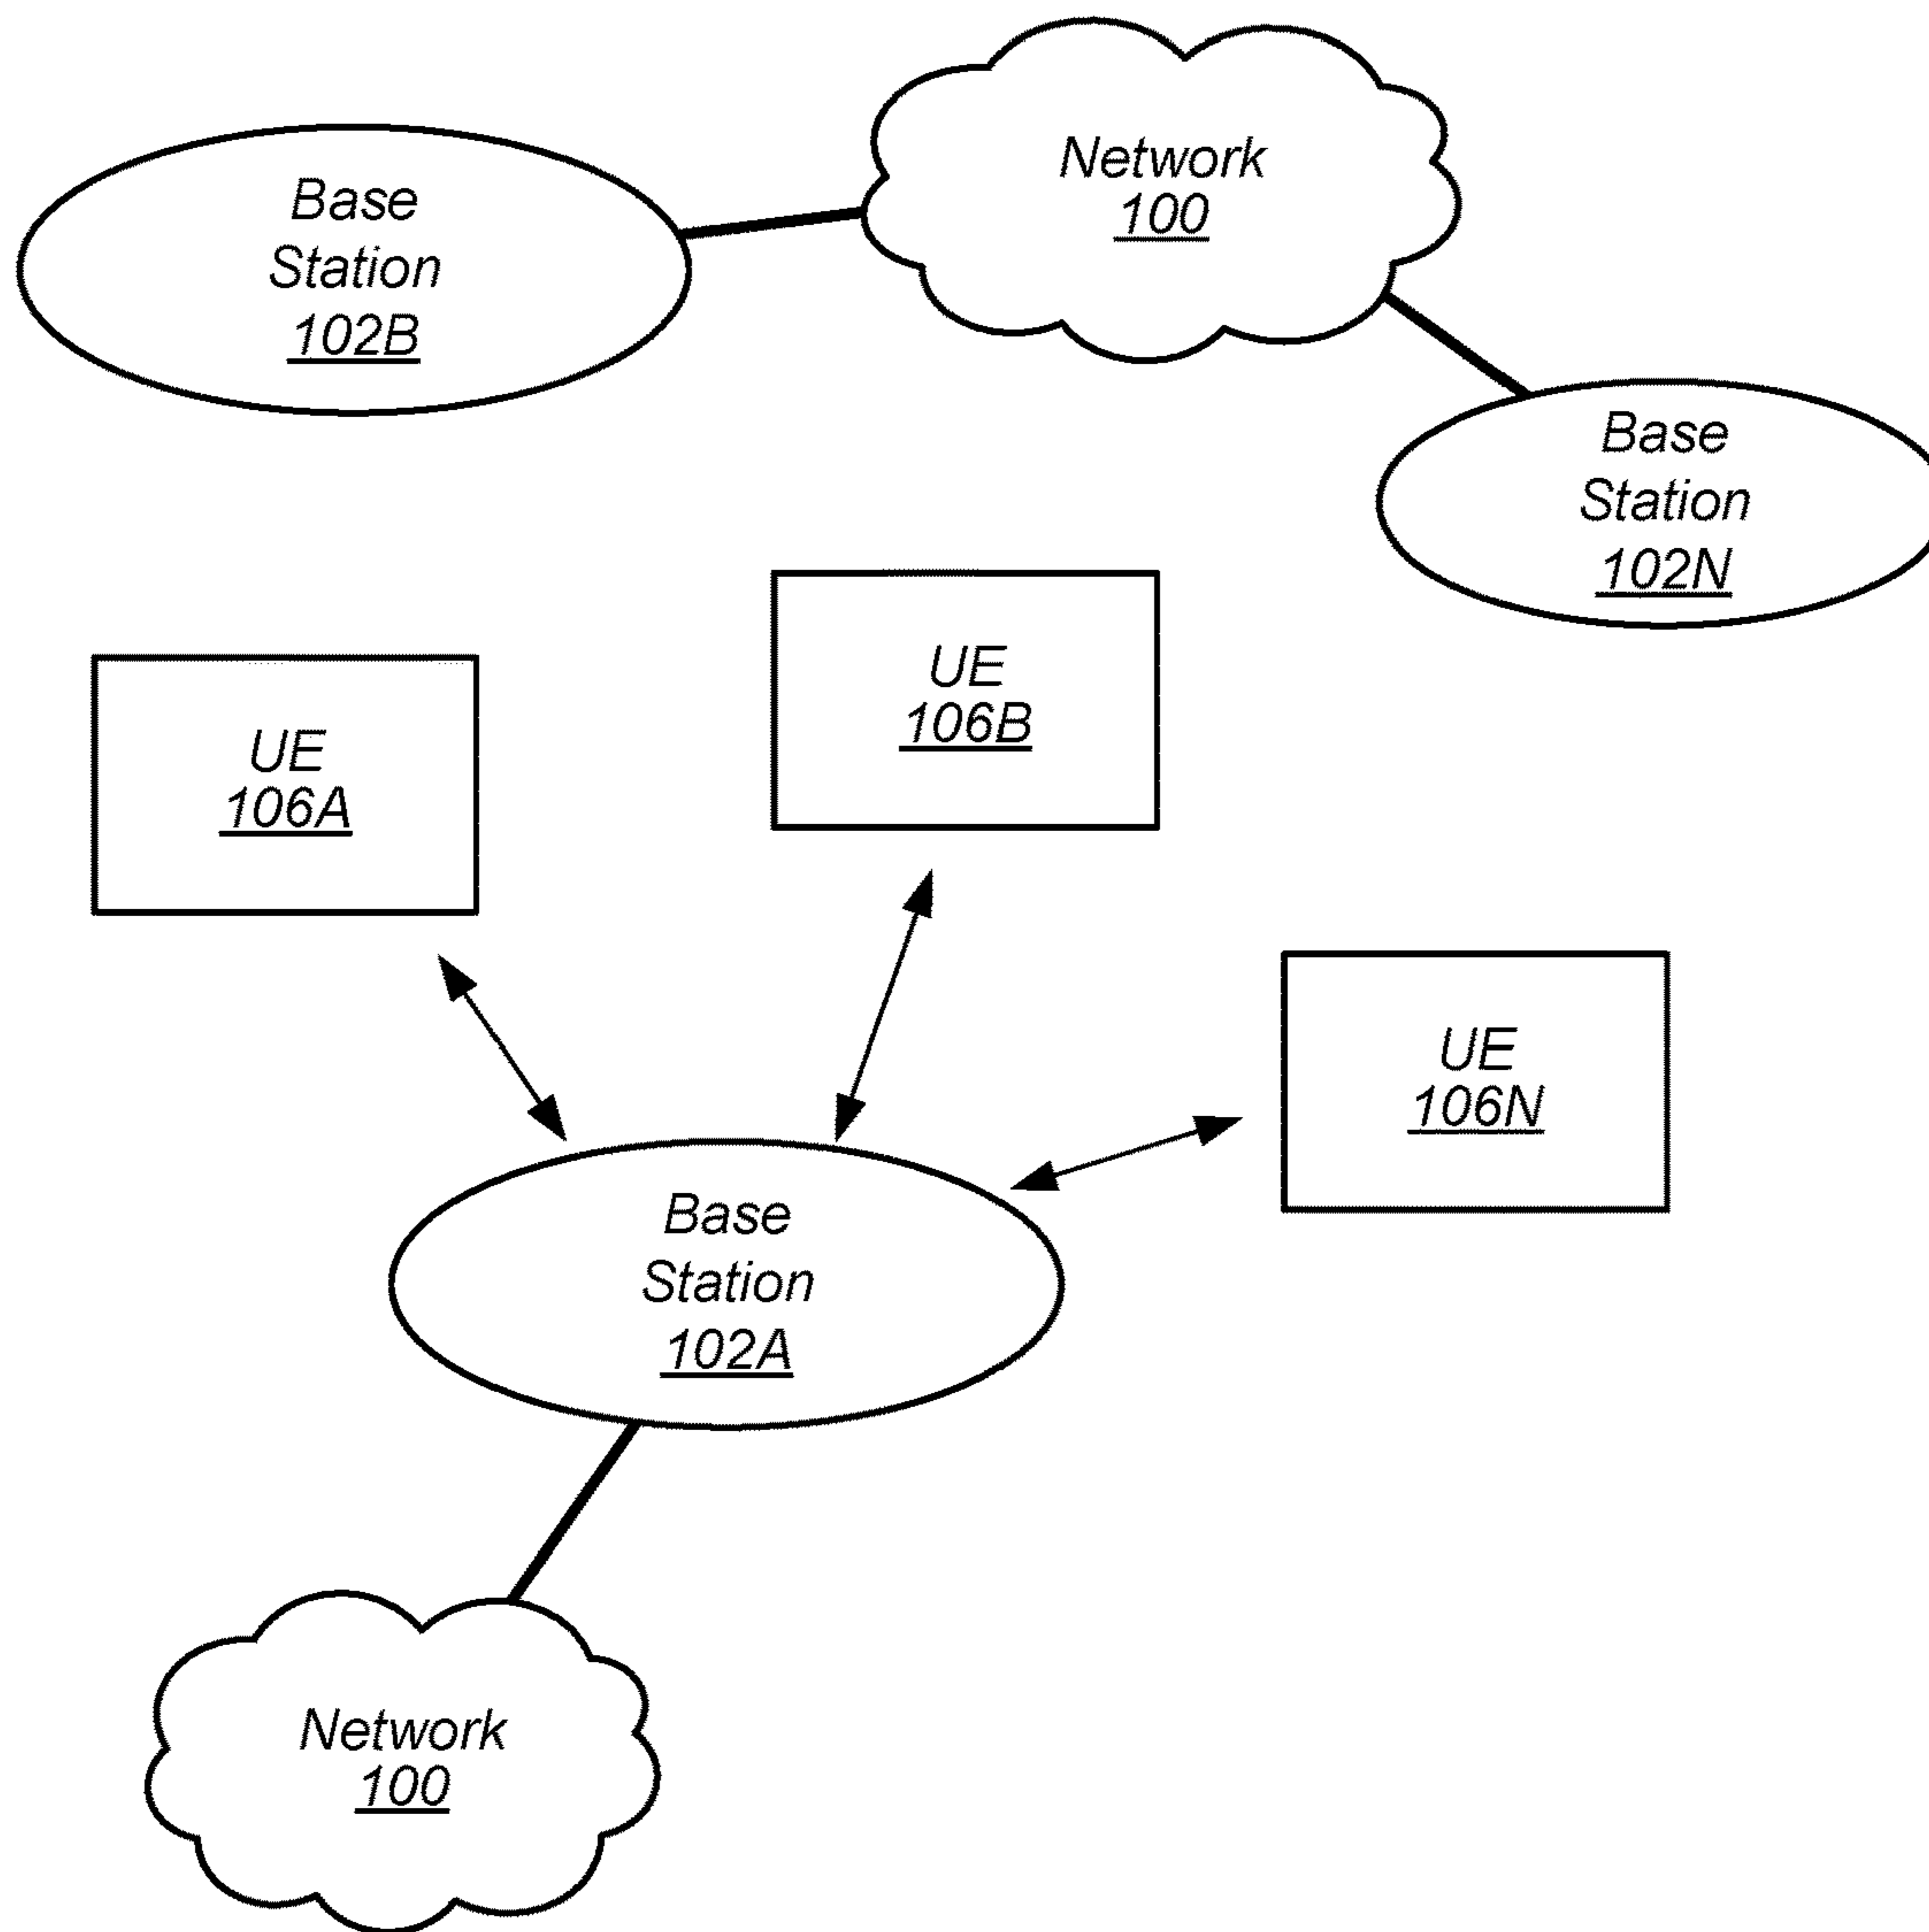 Network
100
Base
Station
102B
Base
Station
102N
UE
106B
UE
106A
UE
106N
Base
Station
102A
Network
100